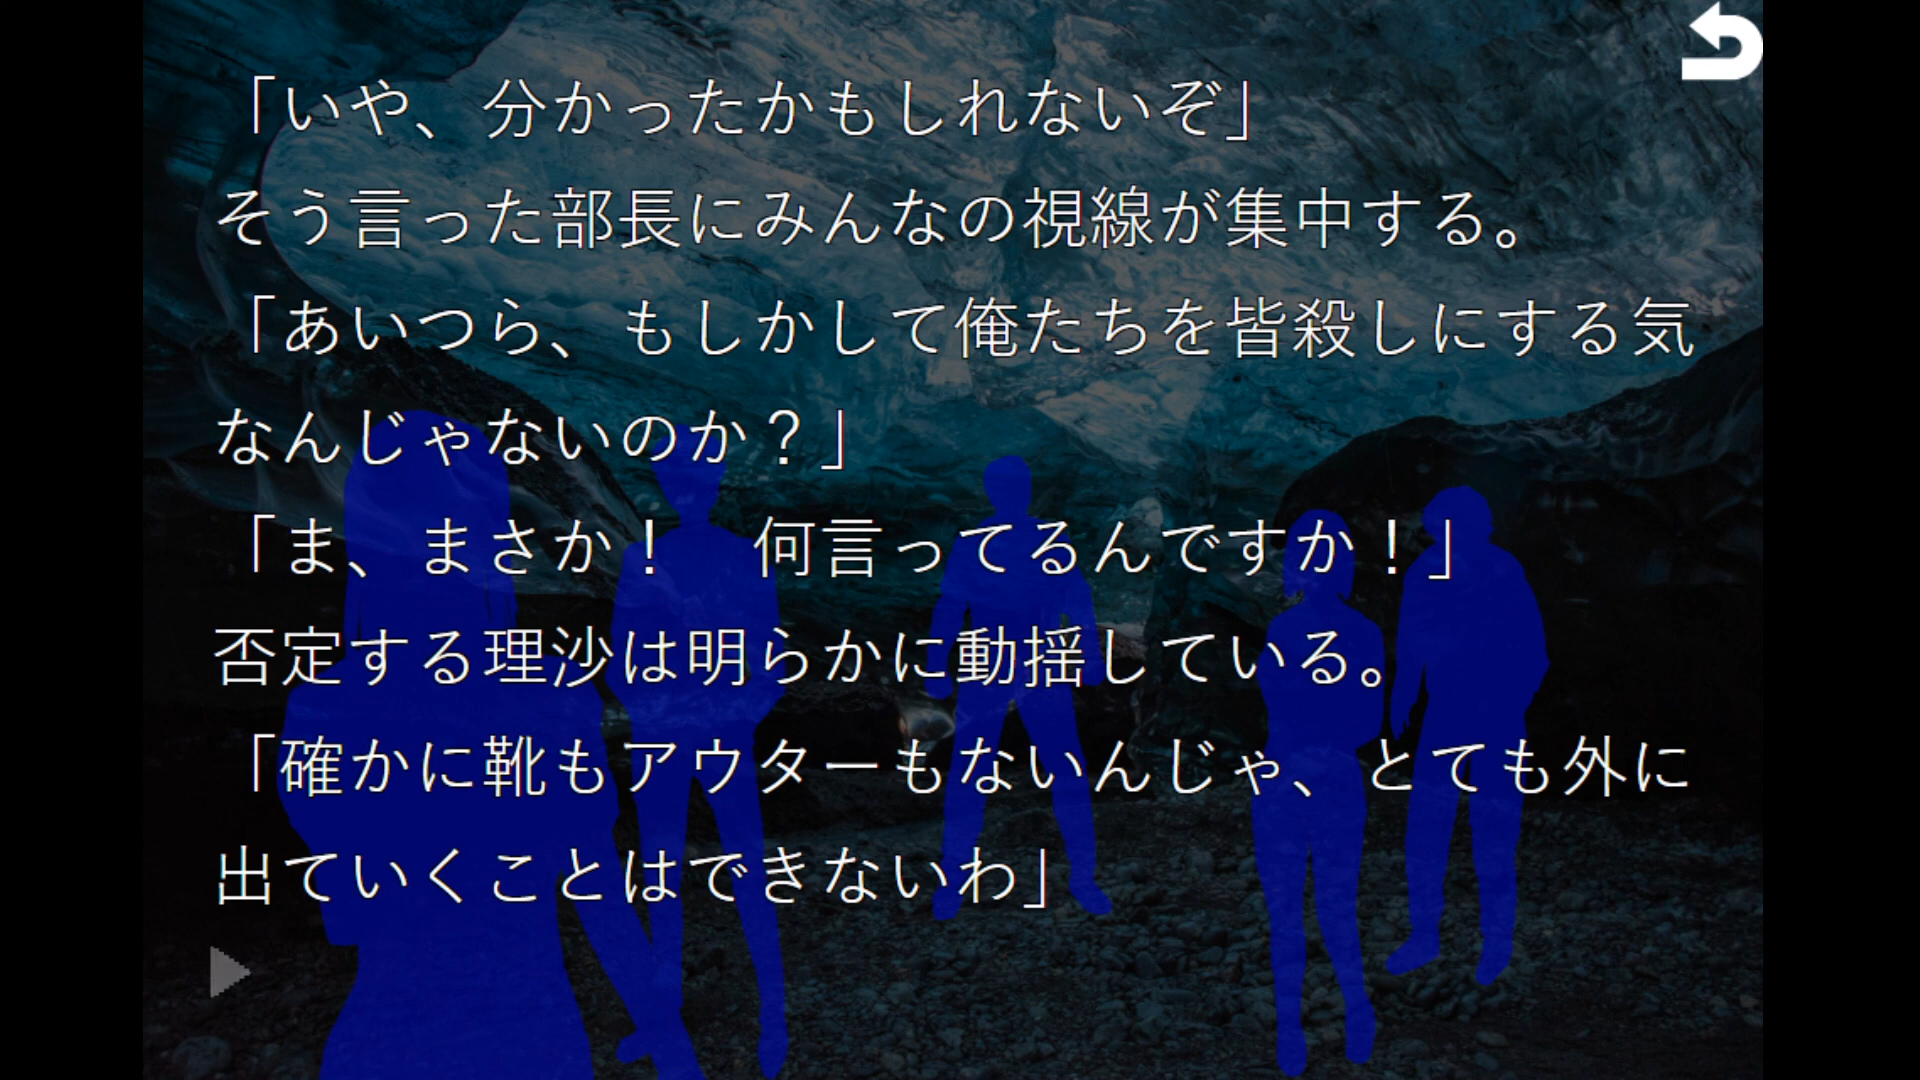 「いや、分かったかもしれないぞ」
そう言った部長にみんなの視線が集中する。
「あいつら、もしかして俺たちを皆殺しにする気
なんじゃないのか？」
「ま、まさか！　何言ってるんですか！」
否定する理沙は明らかに動揺している。
「確かに靴もアウターもないんじゃ、とても外に
出ていくことはできないわ」